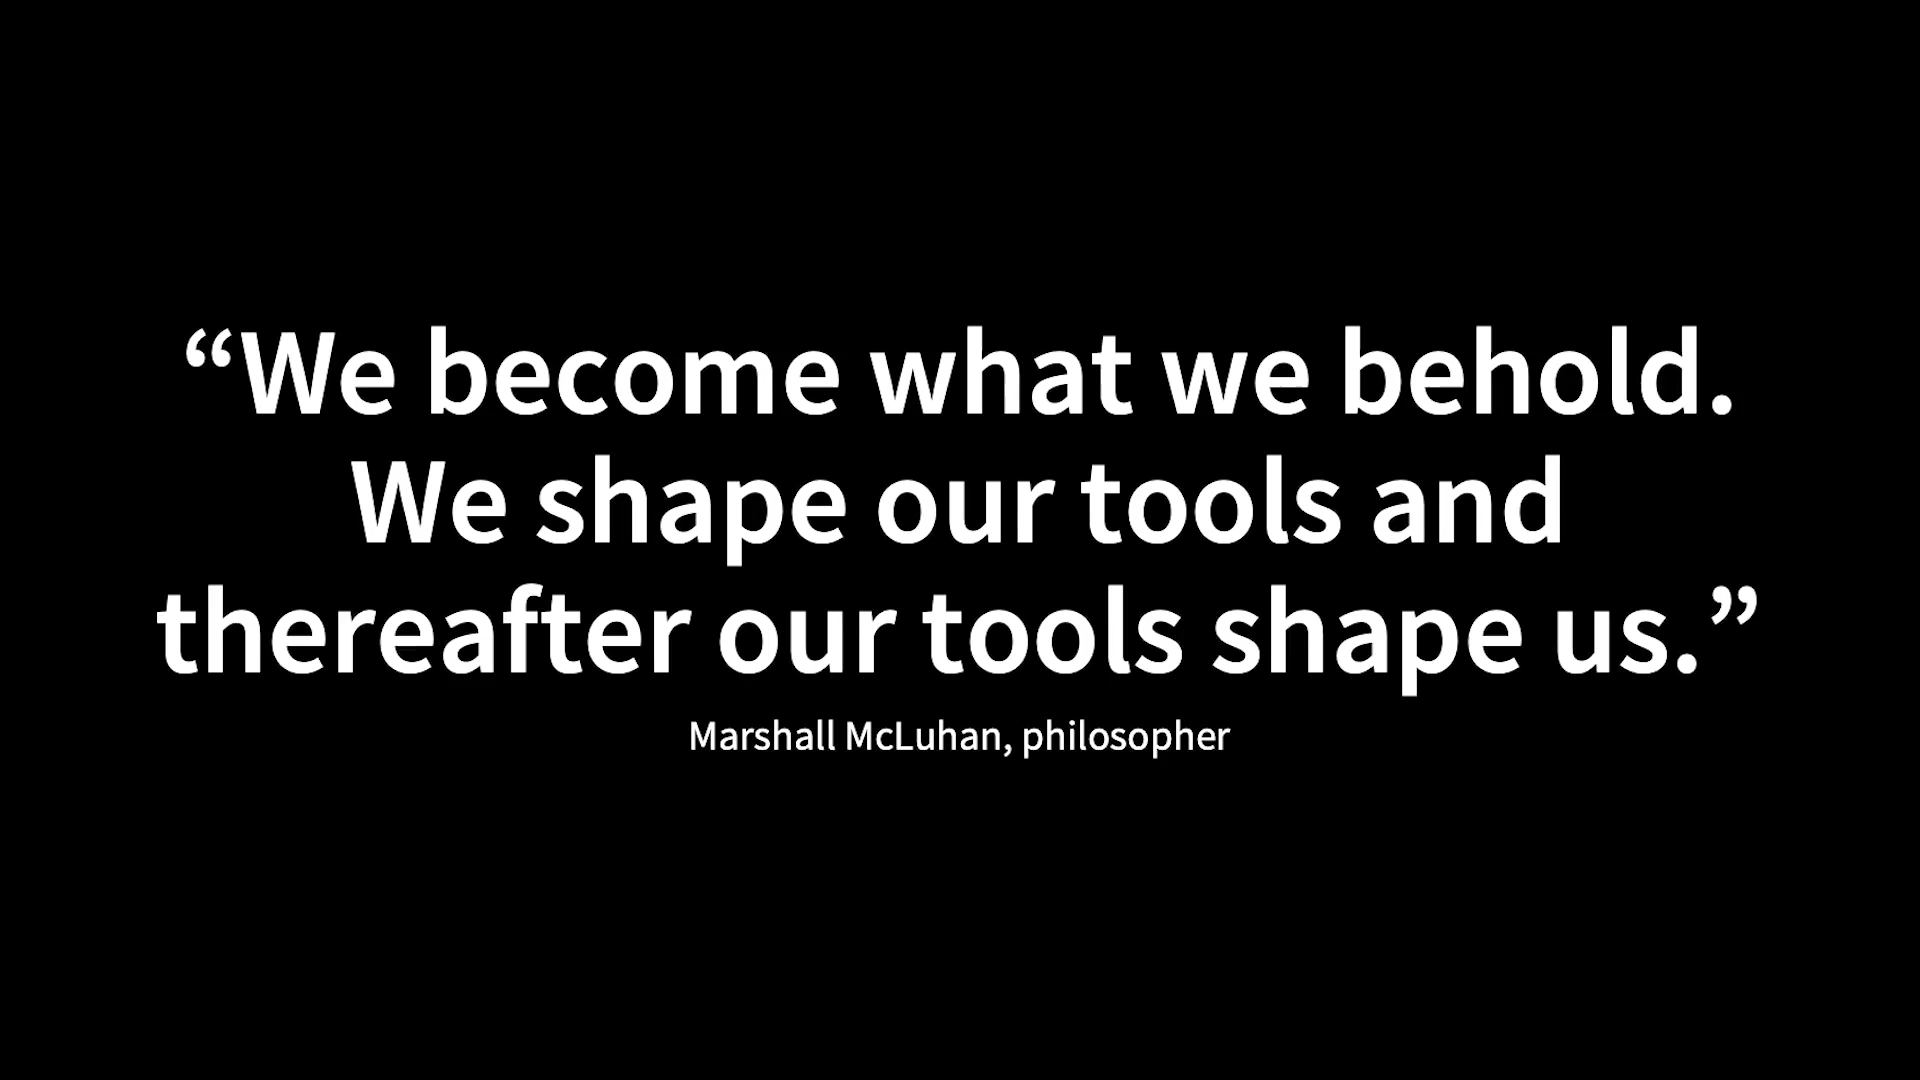 “We become what we behold.
We shape our tools and
thereafter our tools shape us.”
Marshall McLuhan, philosopher